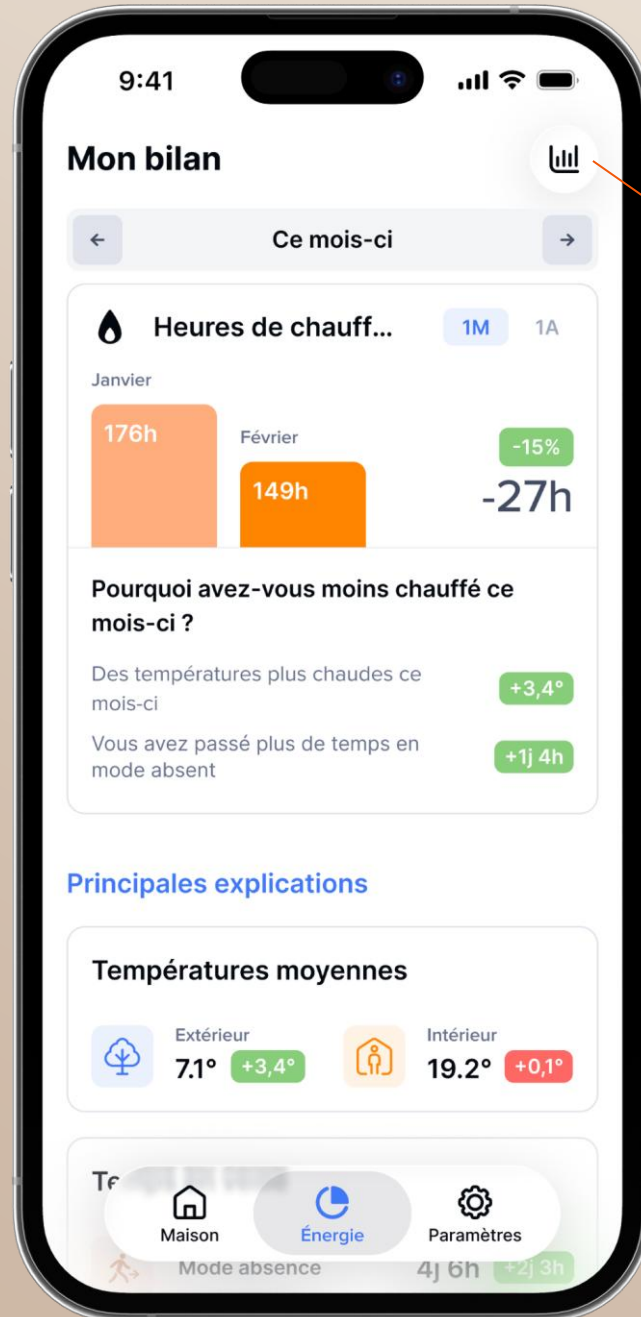 9:41
Mon bilan
Ce mois-ci
Heures de chauff... 1M 1A
Janvier
176h
Février
149h
-15%
-27h
Pourquoi avez-vous moins chauffé ce
mois-ci ?
Des températures plus chaudes ce
mois-ci
+3,4°
Vous avez passé plus de temps en
mode absent
+1j 4h
Principales explications
Températures moyennes
Extérieur
7.1° +3,4°
Intérieur
19.2° +0,1°
Maison
Énergie
Paramètres
Mode absence 4j 6h +2j 3h